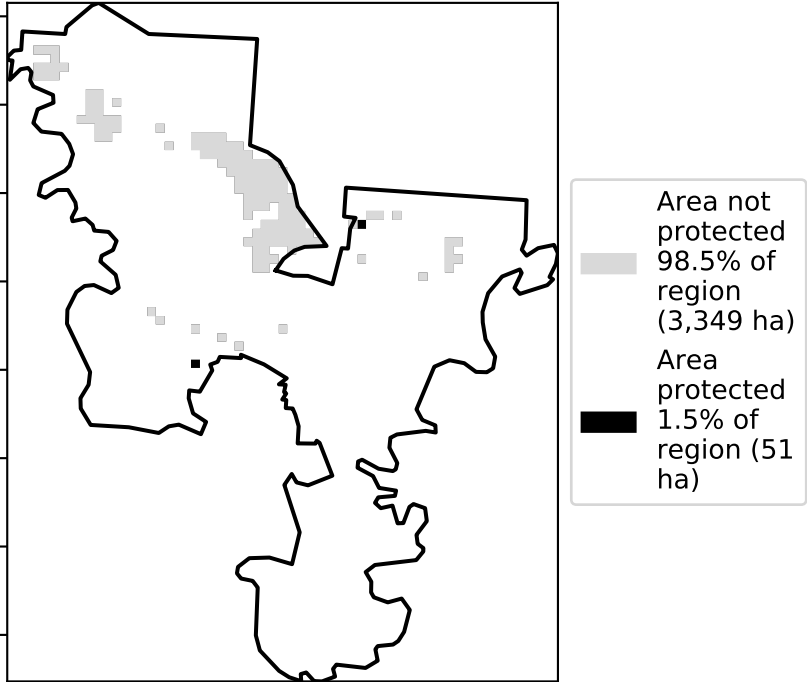 Area not
protected
98.5% of
region
(3,349 ha)
Area
protected
1.5% of
region (51
ha)